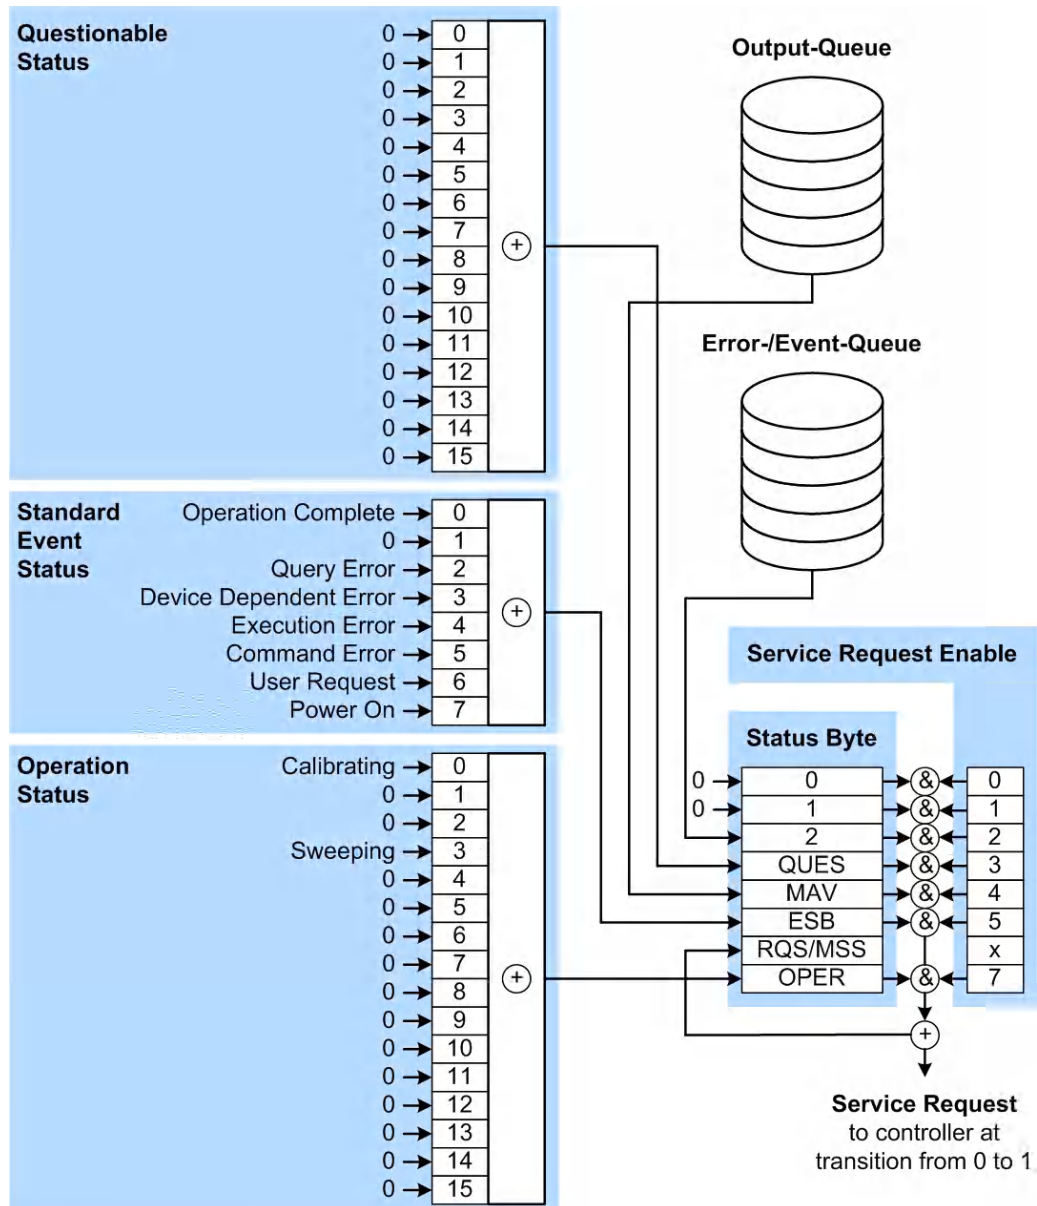 Questionable
Status
0 0
0 1
0 2
0 3
0 4
0 5
0 6
0 7
0 8
0 9
0 10
0 11
0 12
0 13
0 14
0 15
+
Output-Queue
Error-/Event-Queue
Standard
Event
Status
Operation Complete 0
0 1
Query Error 2
Device Dependent Error 3
Execution Error 4
Command Error 5
User Request 6
Power On 7
+
Operation
Status
Calibrating 0
0 1
0 2
Sweeping 3
0 4
0 5
0 6
0 7
0 8
0 9
0 10
0 11
0 12
0 13
0 14
0 15
+
Service Request Enable
Status Byte
0 0 & 0
0 1 & 1
2 & 2
QUES & 3
MAV & 4
ESB & 5
RQS/MSS x
OPER & 7
+
Service Request
to controller at
transition from 0 to 1